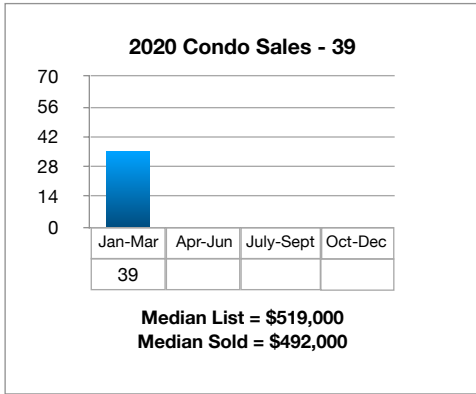 2020 Condo Sales - 39
70
56
42
28
14
0
Jan-Mar Apr-Jun July-Sept Oct-Dec
39
Median List = $519,000
Median Sold = $492,000